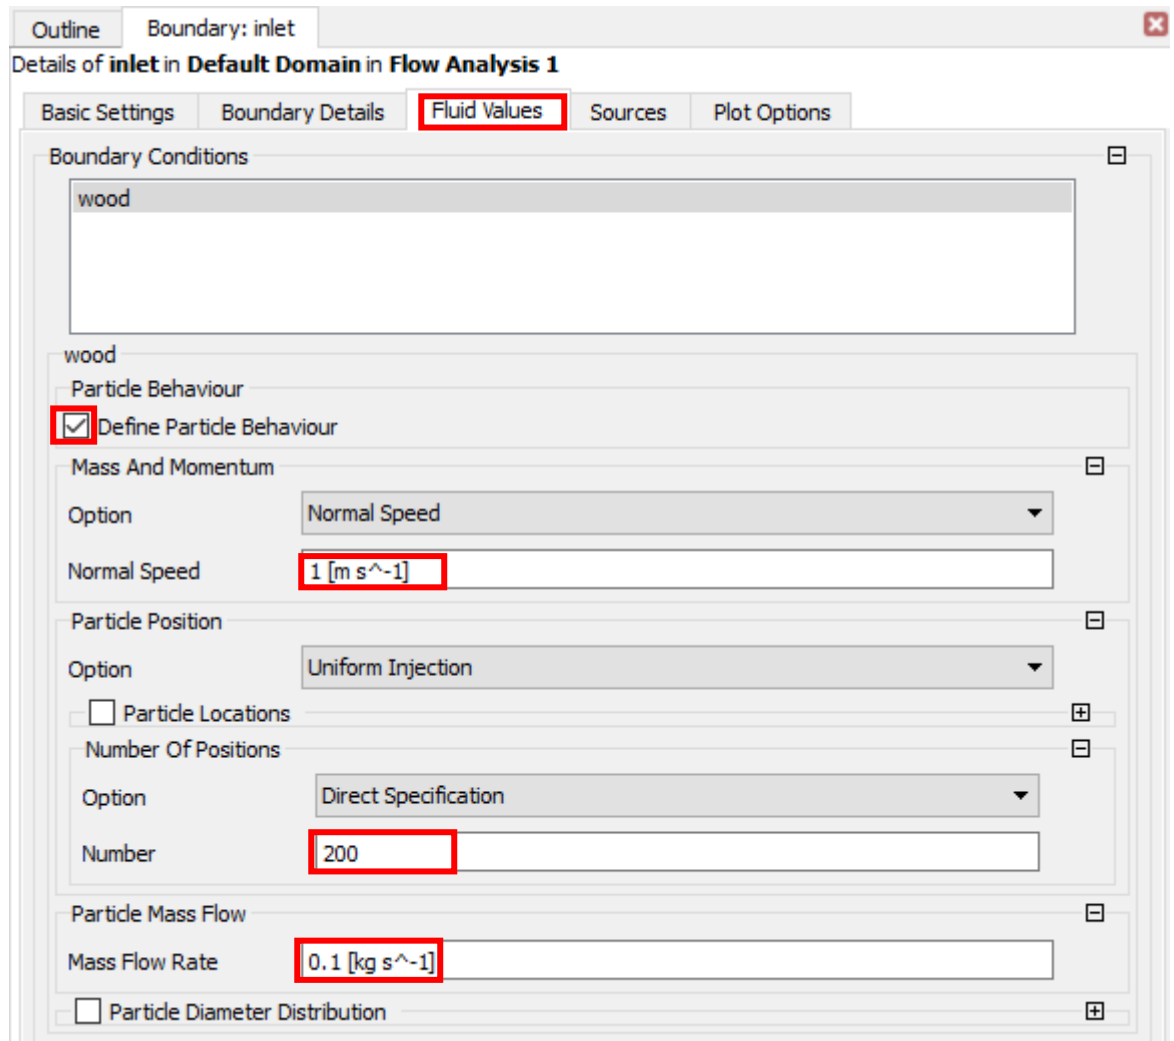 Outline Boundary: inlet
Details of inlet in Default Domain in Flow Analysis 1
Basic Settings Boundary Details Fluid Values Sources Plot Options
Boundary Conditions
wood
wood
Particle Behaviour
Define Particle Behaviour
Mass And Momentum
Option Normal Speed
Normal Speed 1 [m s^-1]
Particle Position
Option Uniform Injection
Particle Locations
Number Of Positions
Option Direct Specification
Number 200
Particle Mass Flow
Mass Flow Rate 0.1 [kg s^-1]
Particle Diameter Distribution